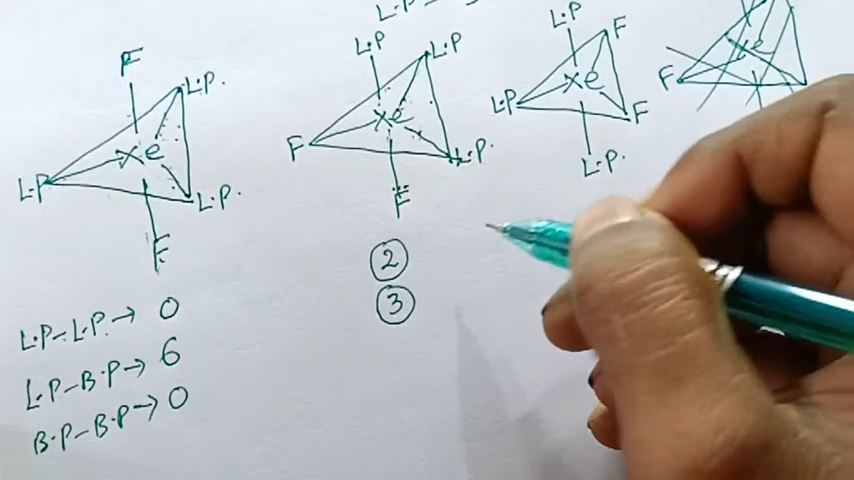 L.P
F
L.P.
Xe
L.P
L.P.
F
L.P
L.P
Xe
F
L.P.
F
L.P
F
Xe
L.P
F
L.P.
Xe
F
2
3
L.P-L.P. → 0
L.P-B.P → 6
B.P-B.P → 0